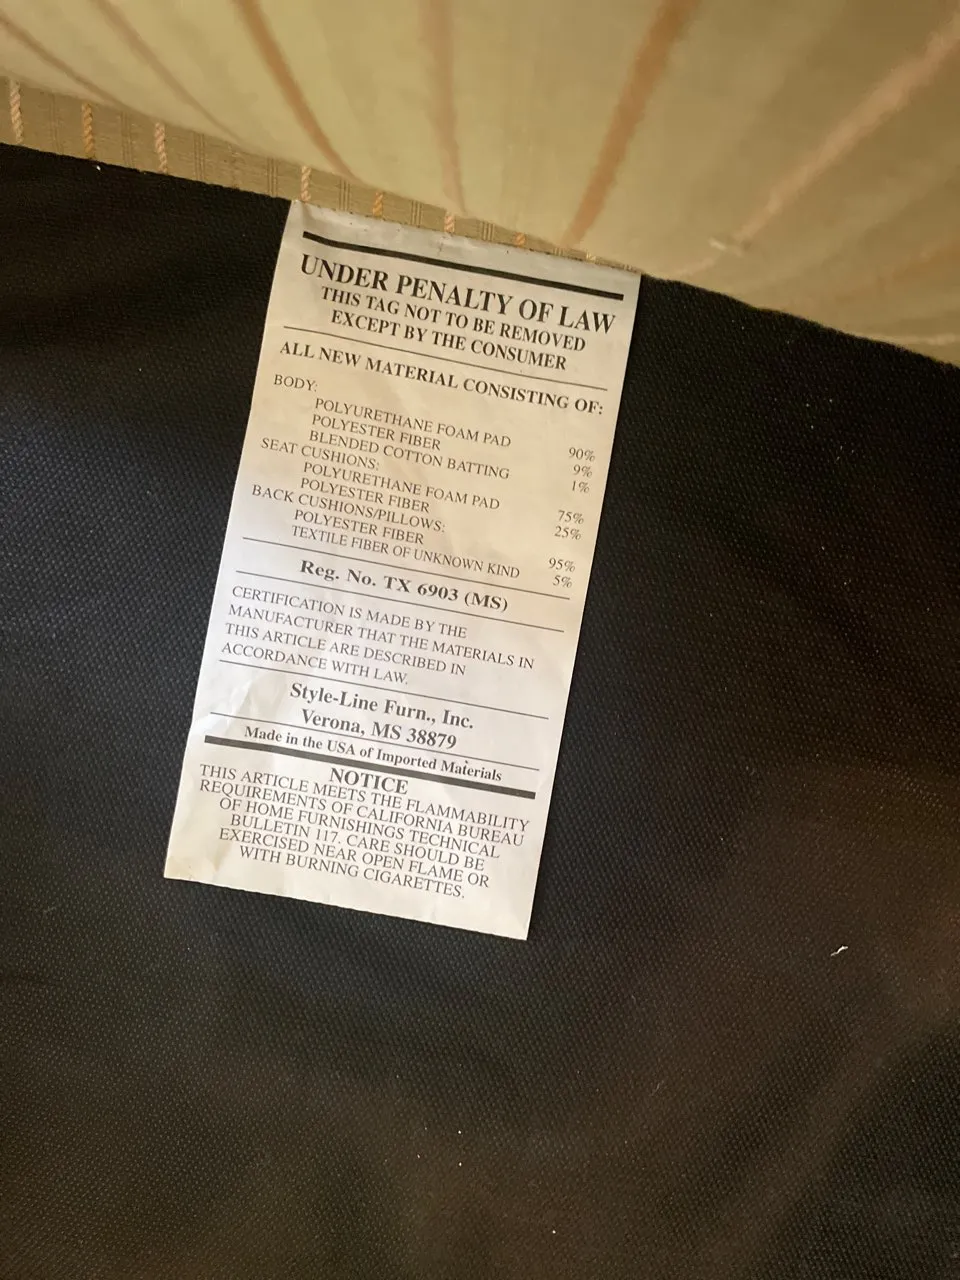 UNDER PENALTY OF LAW
THIS TAG NOT TO BE REMOVED
EXCEPT BY THE CONSUMER
ALL NEW MATERIAL CONSISTING OF:
BODY:
POLYURETHANE FOAM PAD 90%
POLYESTER FIBER 9%
BLENDED COTTON BATTING 1%
SEAT CUSHIONS:
POLYURETHANE FOAM PAD 75%
POLYESTER FIBER 25%
BACK CUSHIONS/PILLOWS:
POLYESTER FIBER 95%
TEXTILE FIBER OF UNKNOWN KIND 5%
Reg. No. TX 6903 (MS)
CERTIFICATION IS MADE BY THE
MANUFACTURER THAT THE MATERIALS IN
THIS ARTICLE ARE DESCRIBED IN
ACCORDANCE WITH LAW.
Style-Line Furn., Inc.
Verona, MS 38879
Made in the USA of Imported Materials
NOTICE
THIS ARTICLE MEETS THE FLAMMABILITY
REQUIREMENTS OF CALIFORNIA BUREAU
OF HOME FURNISHINGS TECHNICAL
BULLETIN 117. CARE SHOULD BE
EXERCISED NEAR OPEN FLAME OR
WITH BURNING CIGARETTES.